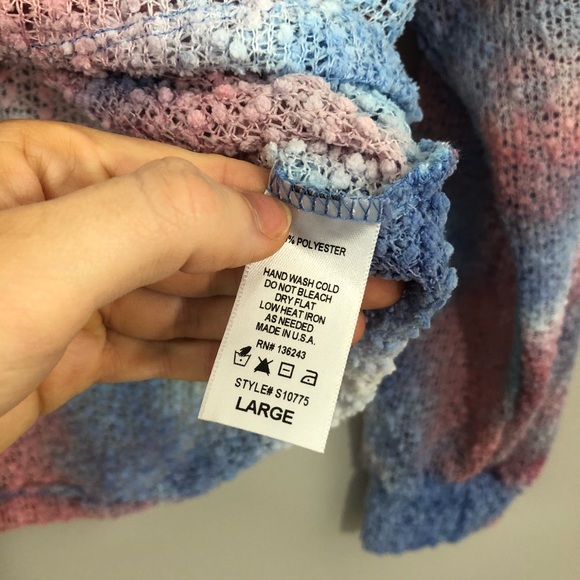 % POLYESTER
HAND WASH COLD
DO NOT BLEACH
DRY FLAT
LOW HEAT IRON
AS NEEDED
MADE IN U.S.A.
RN# 136243
STYLE# S10775
LARGE